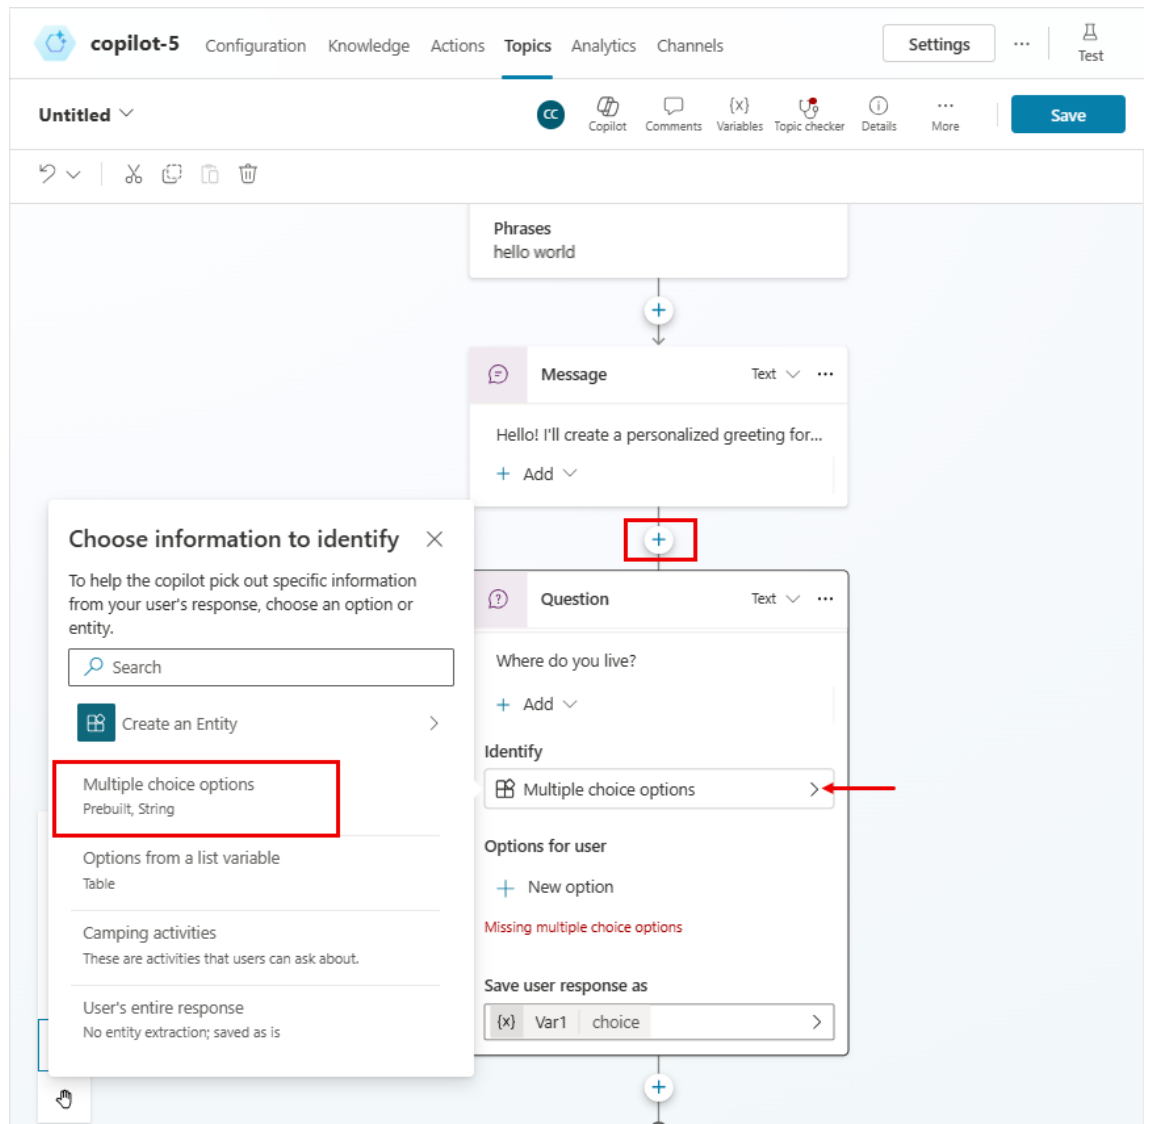 copilot-5 Configuration Knowledge Actions Topics Analytics Channels Settings ... Test
Untitled CC Copilot Comments {x} Variables Topic checker Details More Save
Phrases
hello world
Message Text ...
Hello! I'll create a personalized greeting for...
+ Add
Choose information to identify
To help the copilot pick out specific information
from your user's response, choose an option or
entity.
Search
Create an Entity
Multiple choice options
Prebuilt, String
Options from a list variable
Table
Camping activities
These are activities that users can ask about.
User's entire response
No entity extraction; saved as is
Question Text ...
Where do you live?
+ Add
Identify
Multiple choice options
Options for user
+ New option
Missing multiple choice options
Save user response as
{x} Var1 choice